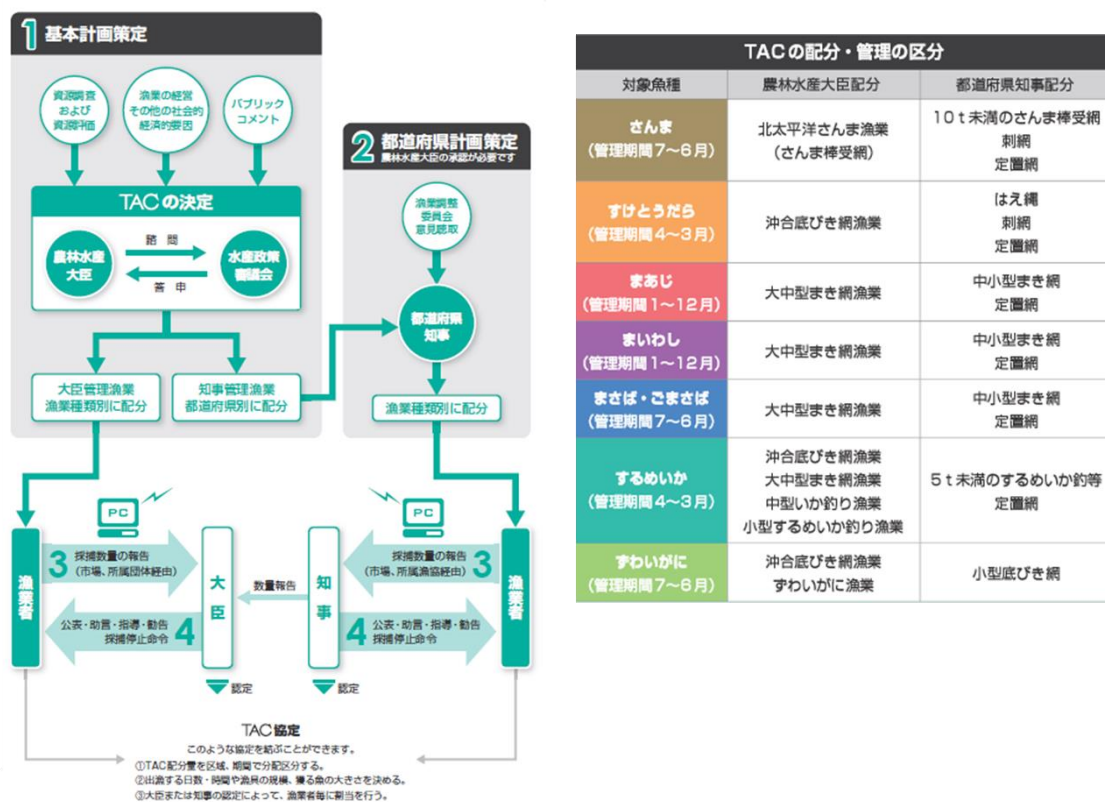 1 基本計画策定
資源調査
および
資源評価
漁業の経営
その他の社会的
経済的要因
パブリック
コメント
TACの決定
農林水産
大臣
諮問
答申
水産政策
審議会
大臣管理漁業
漁業種類別に配分
知事管理漁業
都道府県別に配分
2 都道府県計画策定
農林水産大臣の承認が必要です
漁業調整
委員会
意見聴取
都道府県
知事
漁業種類別に配分
PC
PC
漁業者
3 採捕数量の報告
(市場、所属団体経由)
大臣
数量報告
知事
採捕数量の報告 3
(市場、所属漁協経由)
漁業者
公表・助言・指導・勧告 4
採捕停止命令
4 公表・助言・指導・勧告
採捕停止命令
認定
認定
TAC協定
このような協定を結ぶことができます。
①TAC配分量を区域、期間で分配区分する。
②出漁する日数・時間や漁具の規模、獲る魚の大きさを決める。
③大臣または知事の認定によって、漁業者毎に割当を行う。
TACの配分・管理の区分
対象魚種 農林水産大臣配分 都道府県知事配分
さんま
(管理期間7～6月)
北太平洋さんま漁業
(さんま棒受網)
10t未満のさんま棒受網
刺網
定置網
すけとうだら
(管理期間4～3月)
沖合底びき網漁業
はえ縄
刺網
定置網
まあじ
(管理期間1～12月)
大中型まき網漁業
中小型まき網
定置網
まいわし
(管理期間1～12月)
大中型まき網漁業
中小型まき網
定置網
まさば・ごまさば
(管理期間7～6月)
大中型まき網漁業
中小型まき網
定置網
するめいか
(管理期間4～3月)
沖合底びき網漁業
大中型まき網漁業
中型いか釣り漁業
小型するめいか釣り漁業
5t未満のするめいか釣等
定置網
ずわいがに
(管理期間7～6月)
沖合底びき網漁業
ずわいがに漁業
小型底びき網